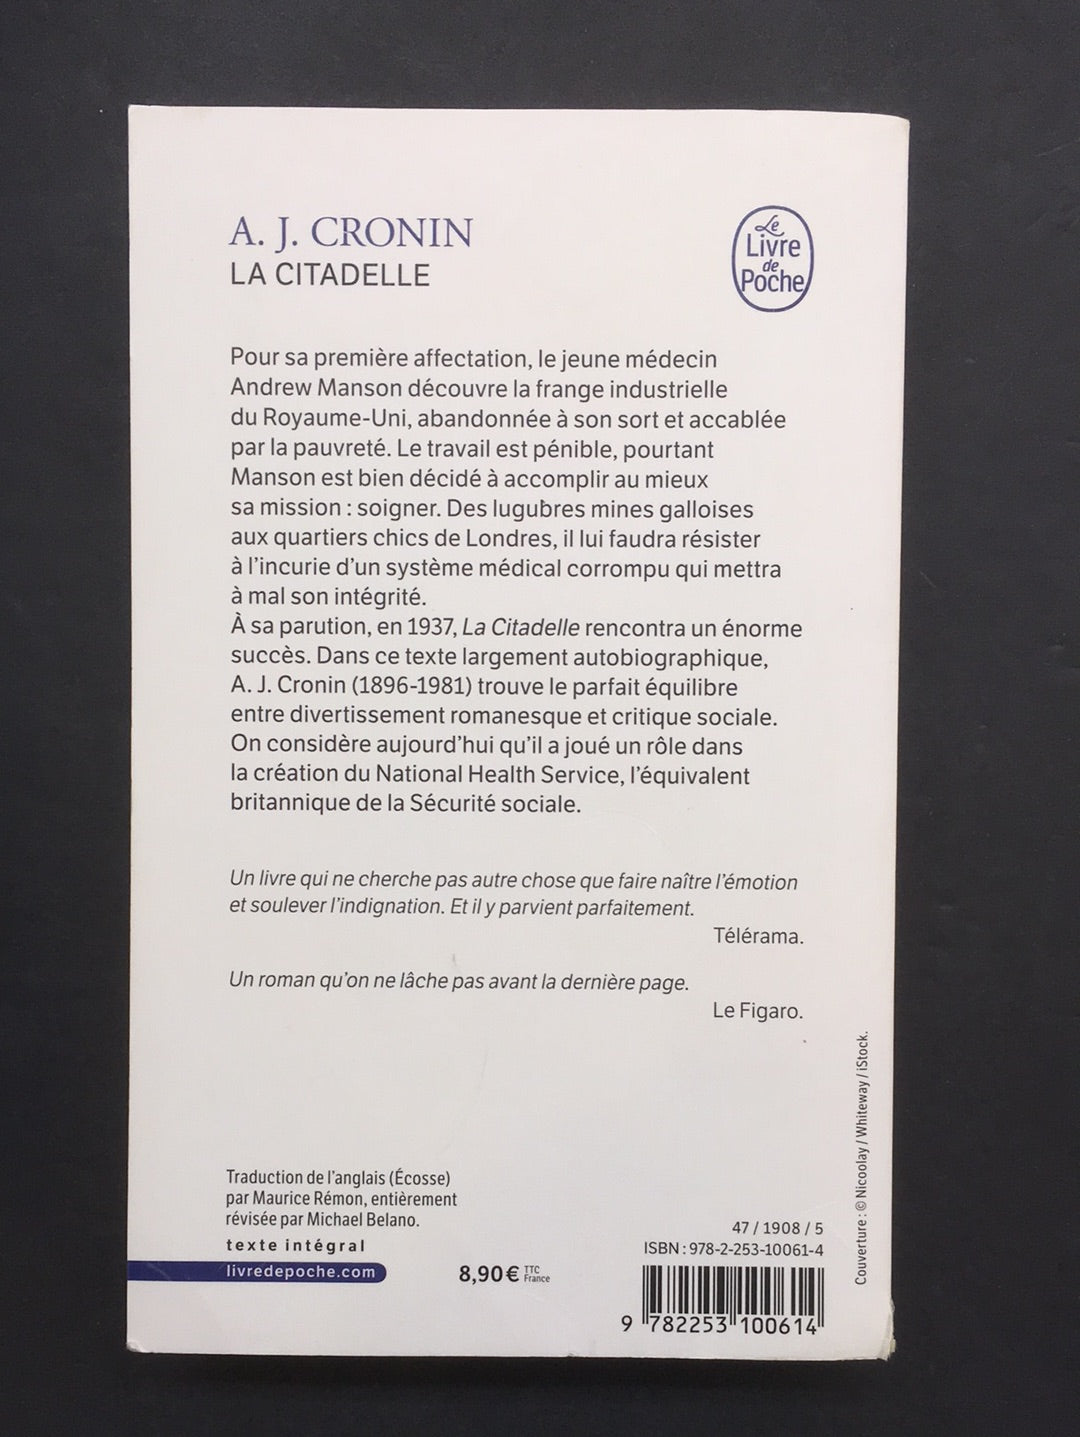 A. J. CRONIN
LA CITADELLE
Le
Livre
de
Poche
Pour sa première affectation, le jeune médecin
Andrew Manson découvre la frange industrielle
du Royaume-Uni, abandonnée à son sort et accablée
par la pauvreté. Le travail est pénible, pourtant
Manson est bien décidé à accomplir au mieux
sa mission : soigner. Des lugubres mines galloises
aux quartiers chics de Londres, il lui faudra résister
à l'incurie d'un système médical corrompu qui mettra
à mal son intégrité.
À sa parution, en 1937, La Citadelle rencontra un énorme
succès. Dans ce texte largement autobiographique,
A. J. Cronin (1896-1981) trouve le parfait équilibre
entre divertissement romanesque et critique sociale.
On considère aujourd'hui qu'il a joué un rôle dans
la création du National Health Service, l'équivalent
britannique de la Sécurité sociale.
Un livre qui ne cherche pas autre chose que faire naître l'émotion
et soulever l'indignation. Et il y parvient parfaitement.
Télérama.
Un roman qu'on ne lâche pas avant la dernière page.
Le Figaro.
Traduction de l'anglais (Écosse)
par Maurice Rémon, entièrement
révisée par Michael Belano.
texte intégral
livredepoche.com
8,90 € TTC
France
47 / 1908 / 5
ISBN : 978-2-253-10061-4
9 782253 100614
Couverture : © Nicoolay / Whiteway / iStock.